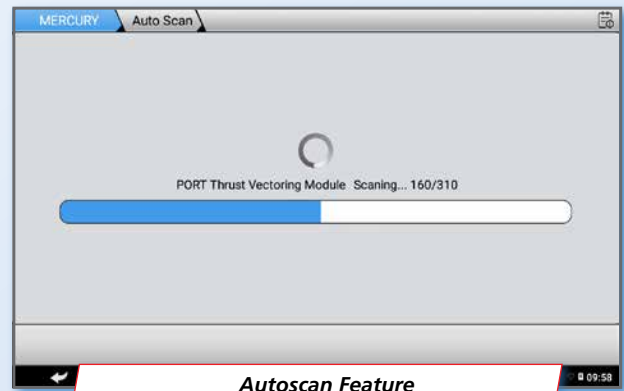 MERCURY Auto Scan
PORT Thrust Vectoring Module Scaning... 160/310
09:58
Autoscan Feature